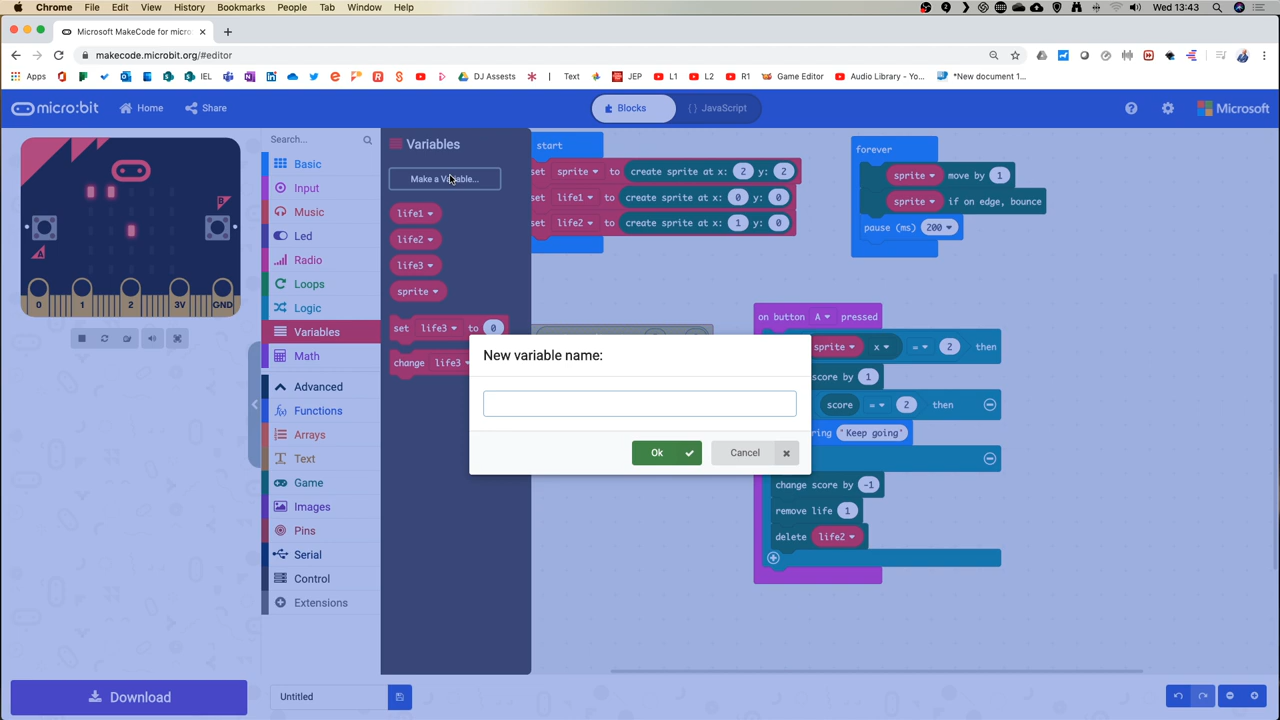 Chrome File Edit View History Bookmarks People Tab Window Help
Wed 13:43
Microsoft MakeCode for micro:
makecode.microbit.org/#editor
Apps IEL DJ Assests Text JEP L1 L2 R1 Game Editor Audio Library - Yo... *New document 1...
micro:bit Home Share Blocks { } JavaScript Microsoft
Search...
Basic
Input
Music
Led
Radio
Loops
Logic
Variables
Math
Advanced
Functions
Arrays
Text
Game
Images
Pins
Serial
Control
Extensions
A
B
0 1 2 3V GND
Variables
Make a Variable...
life1
life2
life3
sprite
set life3 to 0
change life3
start
set sprite to create sprite at x: 2 y: 2
set life1 to create sprite at x: 0 y: 0
set life2 to create sprite at x: 1 y: 0
forever
sprite move by 1
sprite if on edge, bounce
pause (ms) 200
on button A pressed
sprite x = 2 then
score by 1
score = 2 then
ring "Keep going"
change score by -1
remove life 1
delete life2
New variable name:
Ok Cancel
Download
Untitled